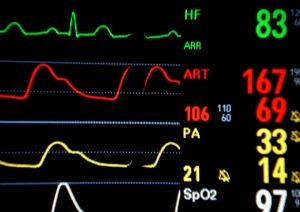 HF 83
ARR
ART 167
106 110 60 69
PA 33
21 14
SpO2 97